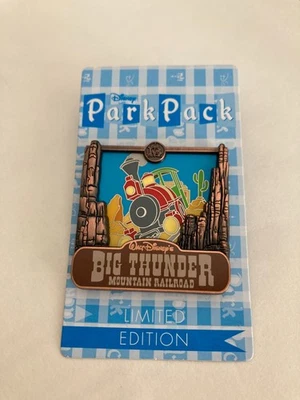 Disney
Park Pack
Walt Disney's
BIG THUNDER
MOUNTAIN RAILROAD
LIMITED
EDITION